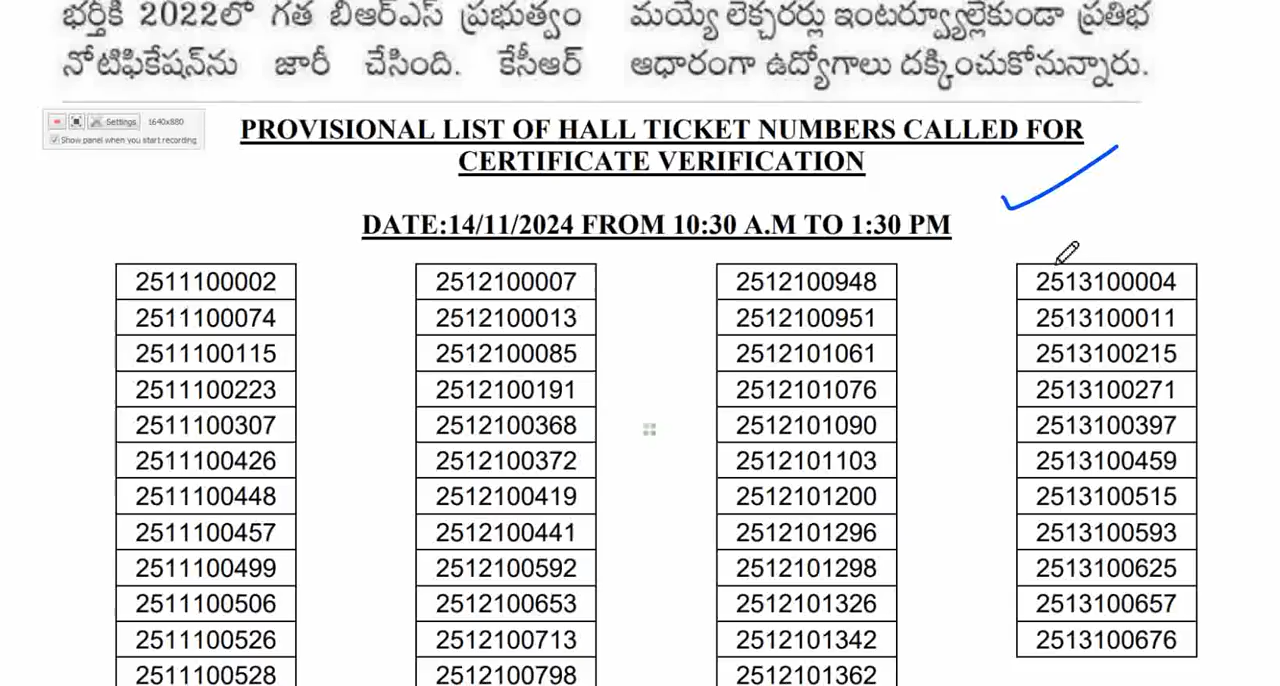 భర్తీకి 2022లో గత బీఆర్ఎస్ ప్రభుత్వం
నోటిఫికేషన్‌ను జారీ చేసింది. కేసీఆర్
మయ్యే లెక్చరర్లు ఇంటర్వ్యూల్లేకుండా ప్రతిభ
ఆధారంగా ఉద్యోగాలు దక్కించుకోనున్నారు.
Settings 1640x880
Show panel when you start recording
PROVISIONAL LIST OF HALL TICKET NUMBERS CALLED FOR
CERTIFICATE VERIFICATION
DATE:14/11/2024 FROM 10:30 A.M TO 1:30 PM
2511100002 2512100007 2512100948 2513100004
2511100074 2512100013 2512100951 2513100011
2511100115 2512100085 2512101061 2513100215
2511100223 2512100191 2512101076 2513100271
2511100307 2512100368 2512101090 2513100397
2511100426 2512100372 2512101103 2513100459
2511100448 2512100419 2512101200 2513100515
2511100457 2512100441 2512101296 2513100593
2511100499 2512100592 2512101298 2513100625
2511100506 2512100653 2512101326 2513100657
2511100526 2512100713 2512101342 2513100676
2511100528 2512100798 2512101362